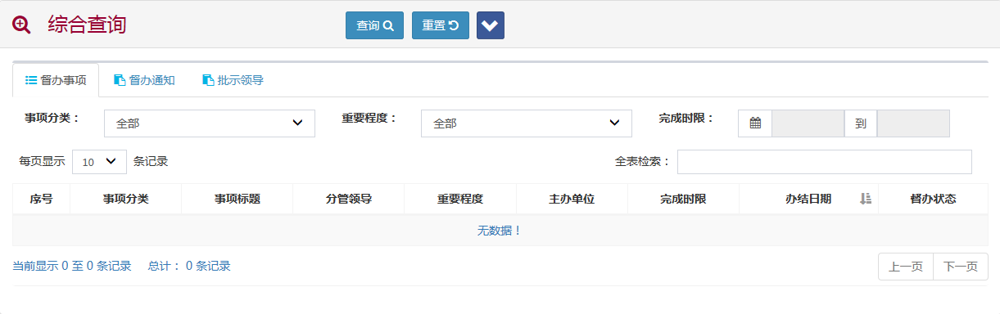 综合查询 查询 重置
督办事项 督办通知 批示领导
事项分类： 全部 重要程度： 全部 完成时限： 到
每页显示 10 条记录 全表检索：
序号 事项分类 事项标题 分管领导 重要程度 主办单位 完成时限 办结日期 督办状态
无数据！
当前显示 0 至 0 条记录 总计： 0 条记录 上一页 下一页